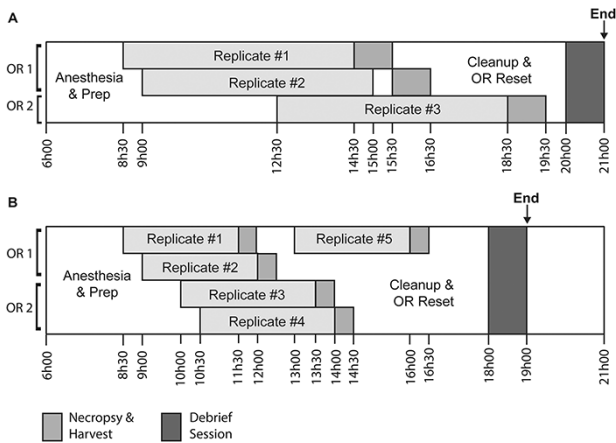 A
End
OR 1
OR 2
Anesthesia
& Prep
Replicate #1
Replicate #2
Replicate #3
Cleanup &
OR Reset
6h00
8h30
9h00
12h30
14h30
15h00
15h30
16h30
18h30
19h30
20h00
21h00
B
End
OR 1
OR 2
Anesthesia
& Prep
Replicate #1
Replicate #5
Replicate #2
Replicate #3
Replicate #4
Cleanup &
OR Reset
6h00
8h30
9h00
10h00
10h30
11h30
12h00
13h00
13h30
14h00
14h30
16h00
16h30
18h00
19h00
21h00
Necropsy &
Harvest
Debrief
Session